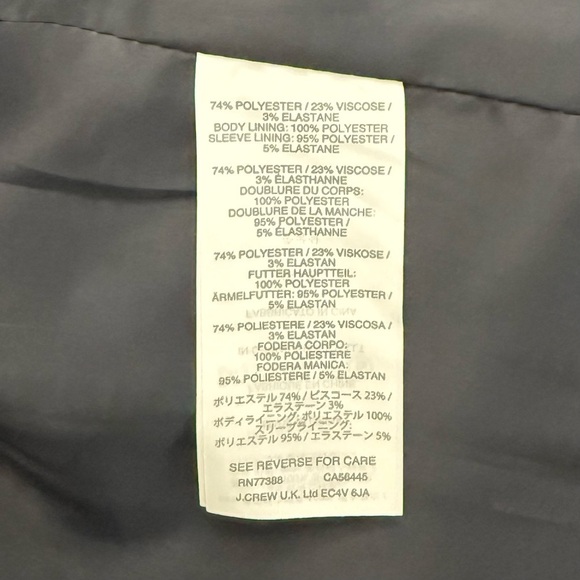 74% POLYESTER / 23% VISCOSE /
3% ELASTANE
BODY LINING: 100% POLYESTER
SLEEVE LINING: 95% POLYESTER /
5% ELASTANE
74% POLYESTER / 23% VISCOSE /
3% ÉLASTHANNE
DOUBLURE DU CORPS:
100% POLYESTER
DOUBLURE DE LA MANCHE:
95% POLYESTER /
5% ÉLASTHANNE
74% POLYESTER / 23% VISKOSE /
3% ELASTAN
FUTTER HAUPTTEIL:
100% POLYESTER
ÄRMELFUTTER: 95% POLYESTER /
5% ELASTAN
74% POLIESTERE / 23% VISCOSA /
3% ELASTAN
FODERA CORPO:
100% POLIESTERE
FODERA MANICA:
95% POLIESTERE / 5% ELASTAN
ポリエステル 74% / ビスコース 23% /
エラステーン 3%
ボディライニング: ポリエステル 100%
スリーブライニング:
ポリエステル 95% / エラステーン 5%
SEE REVERSE FOR CARE
RN77388 CA56445
J.CREW U.K. Ltd EC4V 6JA